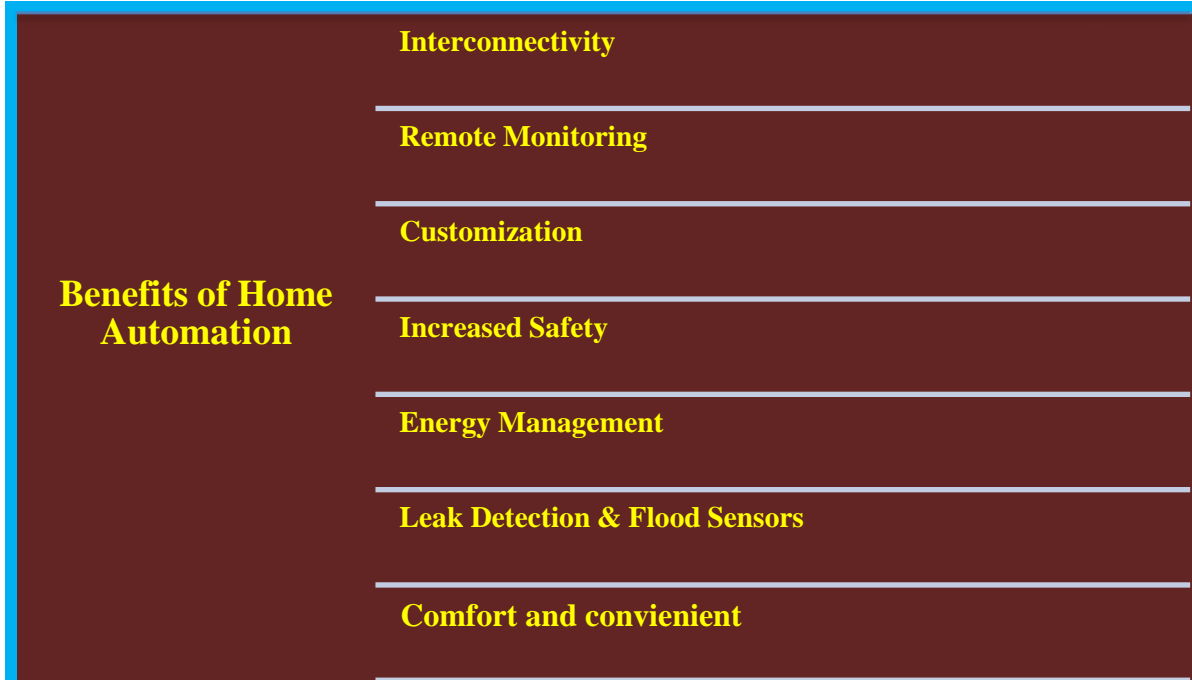 Benefits of Home
Automation
Interconnectivity
Remote Monitoring
Customization
Increased Safety
Energy Management
Leak Detection & Flood Sensors
Comfort and convienient